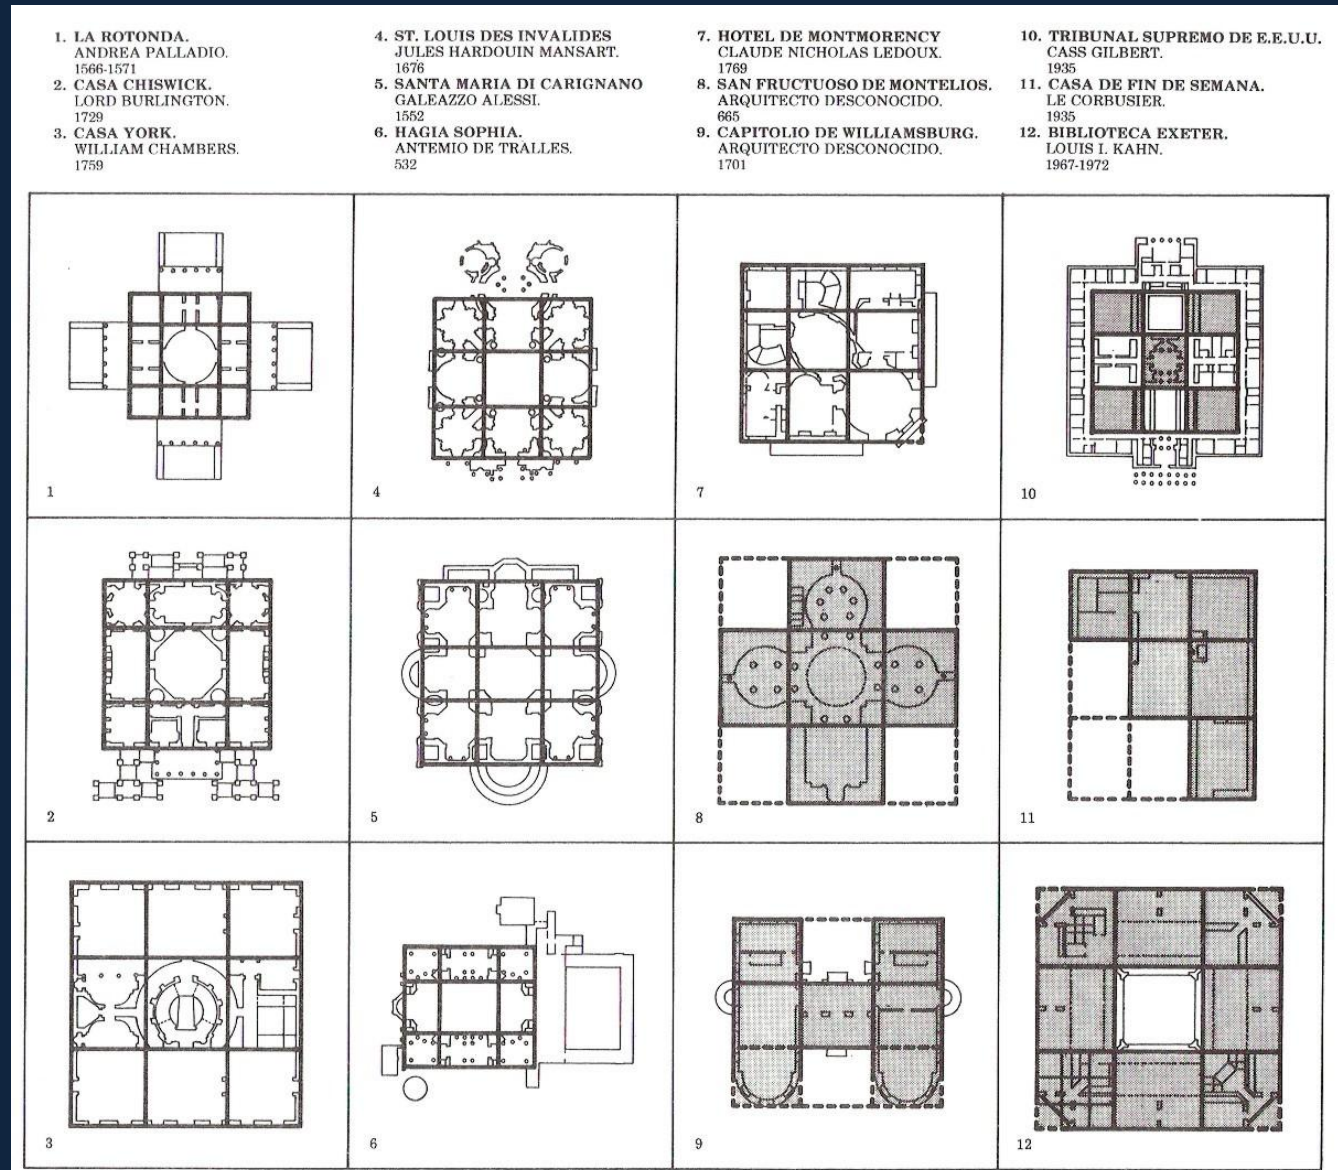 1. LA ROTONDA.
ANDREA PALLADIO.
1566-1571
2. CASA CHISWICK.
LORD BURLINGTON.
1729
3. CASA YORK.
WILLIAM CHAMBERS.
1759
4. ST. LOUIS DES INVALIDES
JULES HARDOUIN MANSART.
1676
5. SANTA MARIA DI CARIGNANO
GALEAZZO ALESSI.
1552
6. HAGIA SOPHIA.
ANTEMIO DE TRALLES.
532
7. HOTEL DE MONTMORENCY
CLAUDE NICHOLAS LEDOUX.
1769
8. SAN FRUCTUOSO DE MONTELIOS.
ARQUITECTO DESCONOCIDO.
665
9. CAPITOLIO DE WILLIAMSBURG.
ARQUITECTO DESCONOCIDO.
1701
10. TRIBUNAL SUPREMO DE E.E.U.U.
CASS GILBERT.
1935
11. CASA DE FIN DE SEMANA.
LE CORBUSIER.
1935
12. BIBLIOTECA EXETER.
LOUIS I. KAHN.
1967-1972
1
4
7
10
2
5
8
11
3
6
9
12